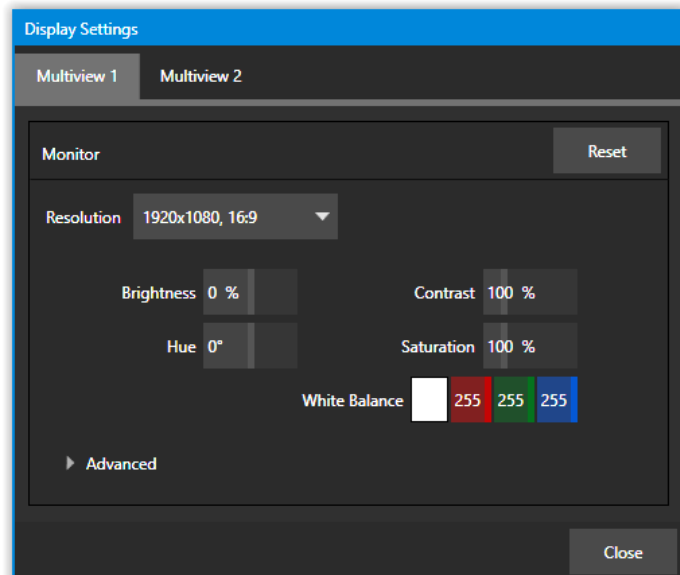 Display Settings
Multiview 1 Multiview 2
Monitor Reset
Resolution 1920x1080, 16:9
Brightness 0 % Contrast 100 %
Hue 0° Saturation 100 %
White Balance 255 255 255
Advanced
Close